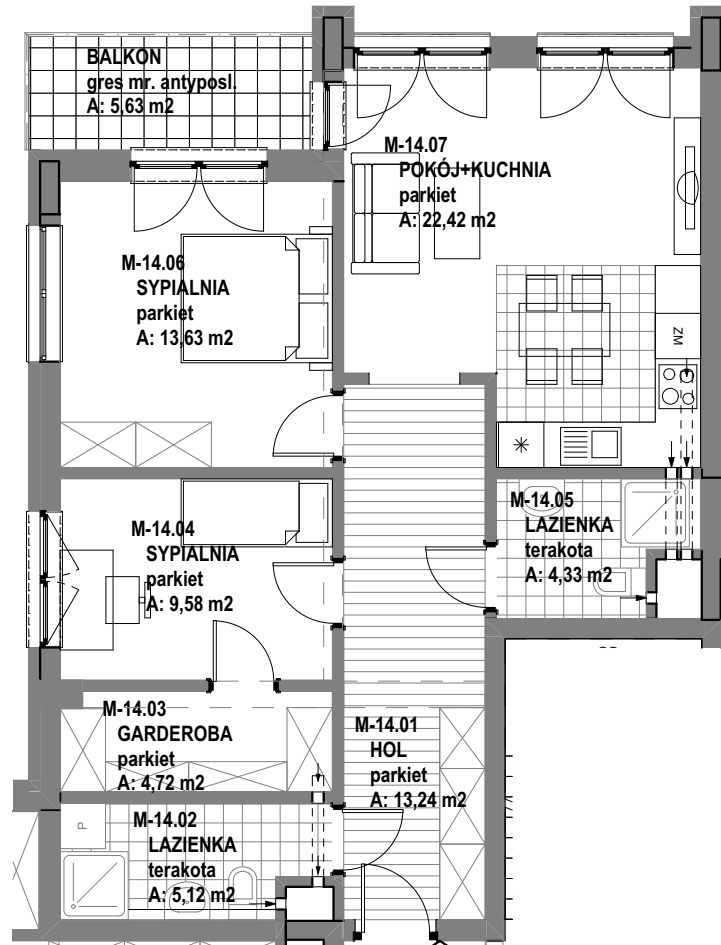 BALKON
gres mr. antyposl.
A: 5,63 m2
M-14.07
POKÓJ+KUCHNIA
parkiet
A: 22,42 m2
M-14.06
SYPIALNIA
parkiet
A: 13,63 m2
ZM
M-14.05
LAZIENKA
terakota
A: 4,33 m2
M-14.04
SYPIALNIA
parkiet
A: 9,58 m2
M-14.03
GARDEROBA
parkiet
A: 4,72 m2
M-14.01
HOL
parkiet
A: 13,24 m2
M-14.02
LAZIENKA
terakota
A: 5,12 m2
P